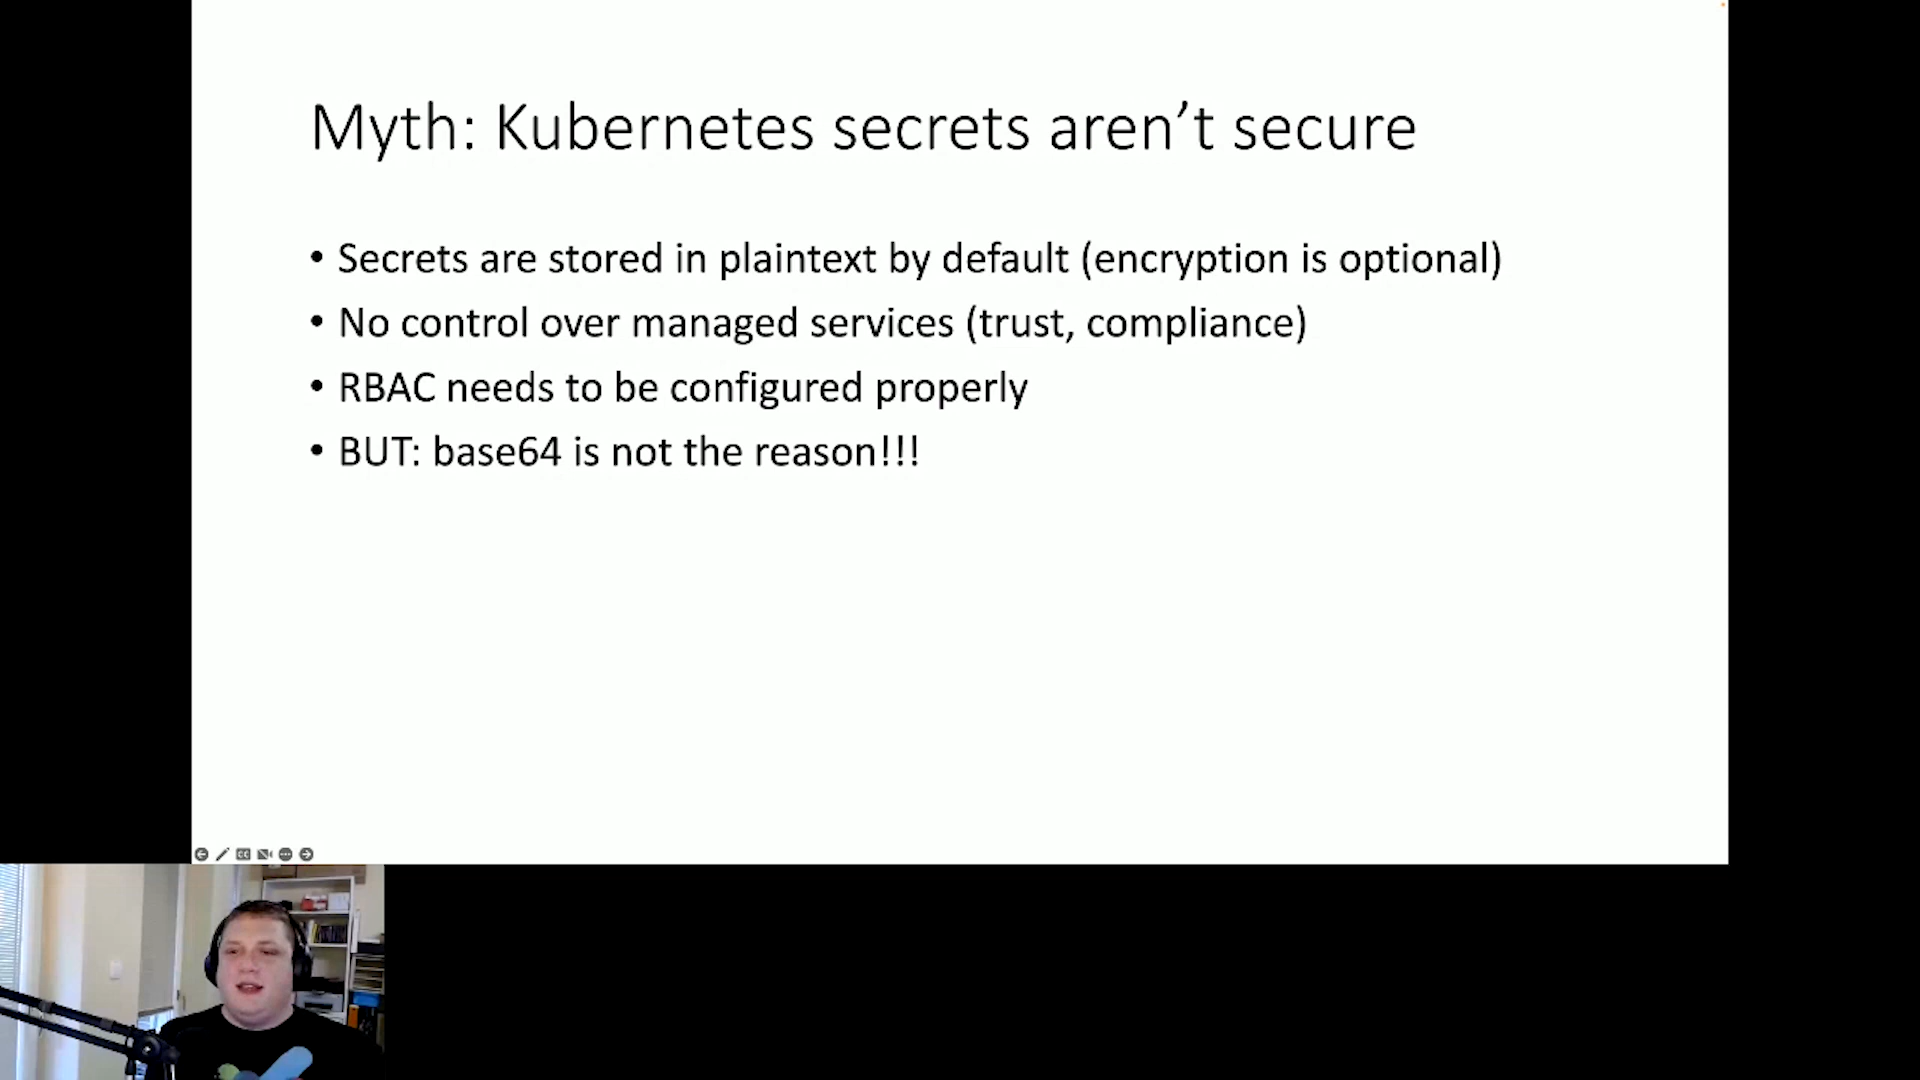 Myth: Kubernetes secrets aren’t secure
• Secrets are stored in plaintext by default (encryption is optional)
• No control over managed services (trust, compliance)
• RBAC needs to be configured properly
• BUT: base64 is not the reason!!!